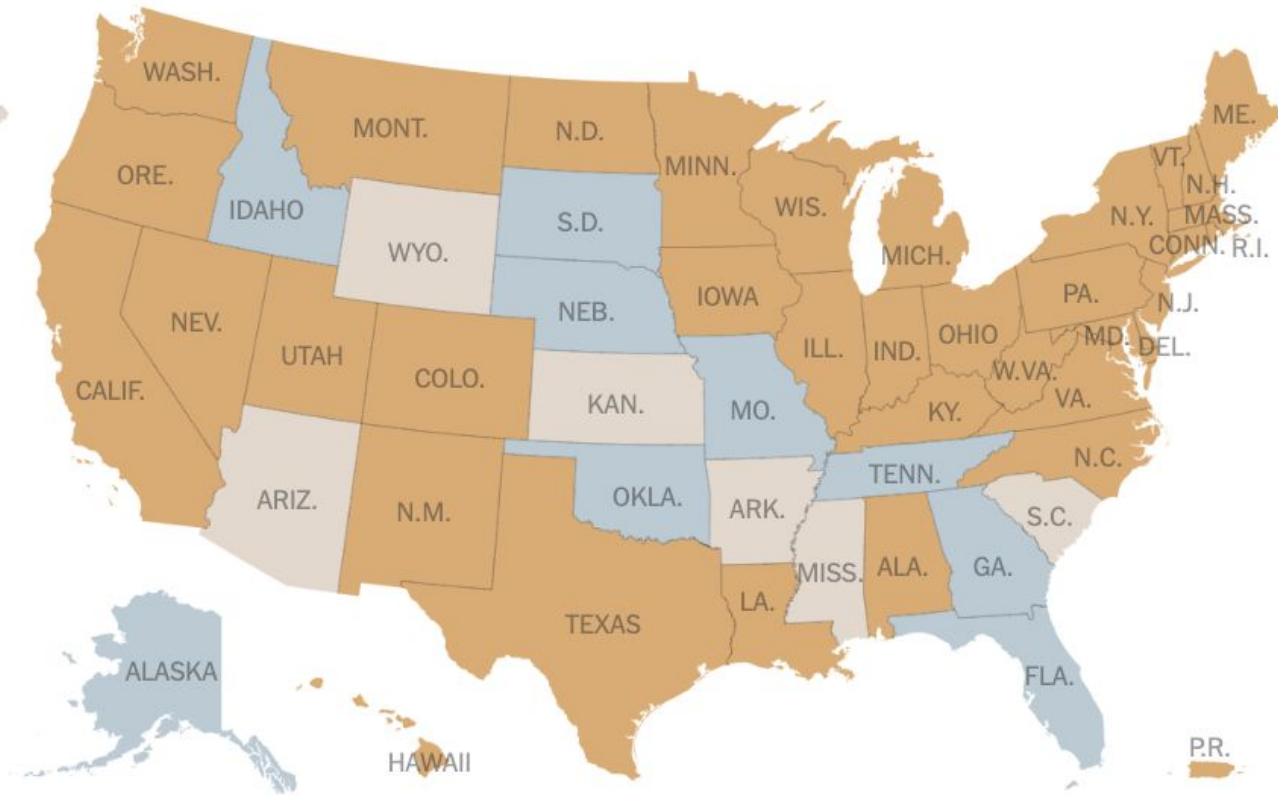 WASH.
MONT.
N.D.
MINN.
ORE.
IDAHO
WYO.
S.D.
WIS.
MICH.
ME.
VT.
N.H.
N.Y.
MASS.
CONN.
R.I.
NEV.
UTAH
COLO.
NEB.
IOWA
ILL.
IND.
OHIO
PA.
N.J.
MD.
DEL.
CALIF.
KAN.
MO.
KY.
W.VA.
VA.
ARIZ.
N.M.
OKLA.
ARK.
TENN.
N.C.
S.C.
TEXAS
LA.
MISS.
ALA.
GA.
FLA.
ALASKA
HAWAII
P.R.